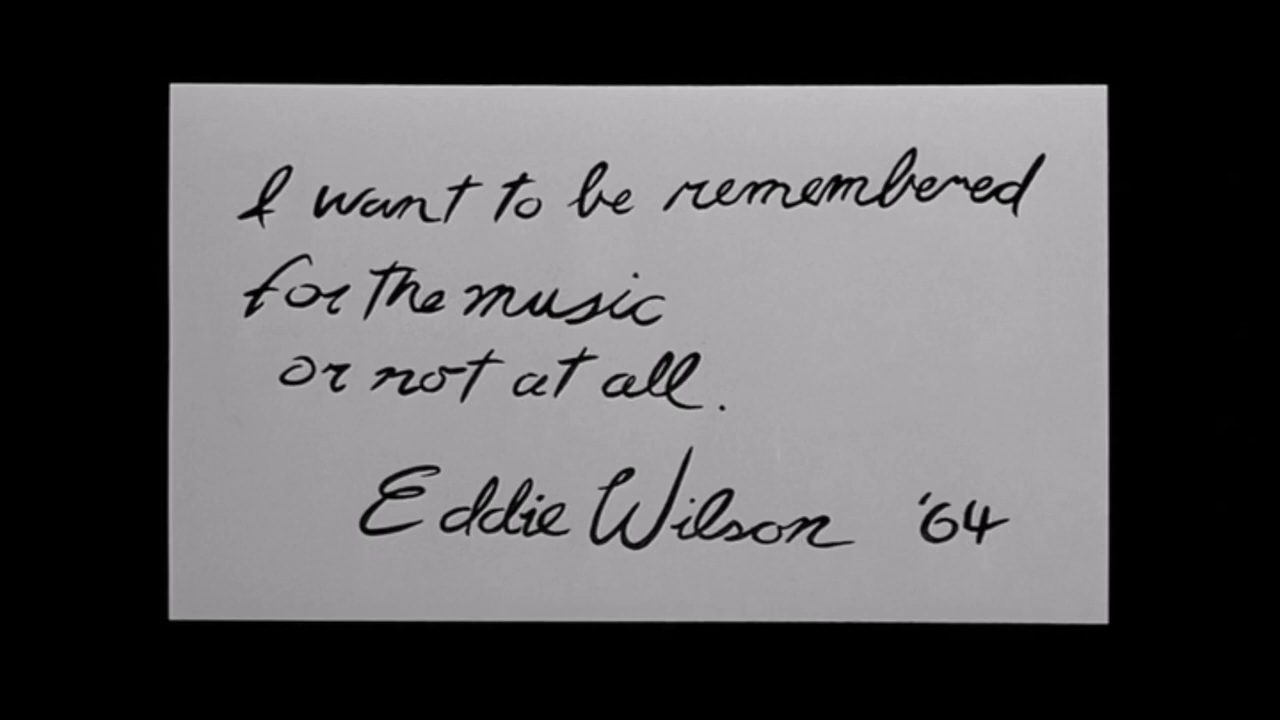 I want to be remembered
for the music
or not at all.
Eddie Wilson '64